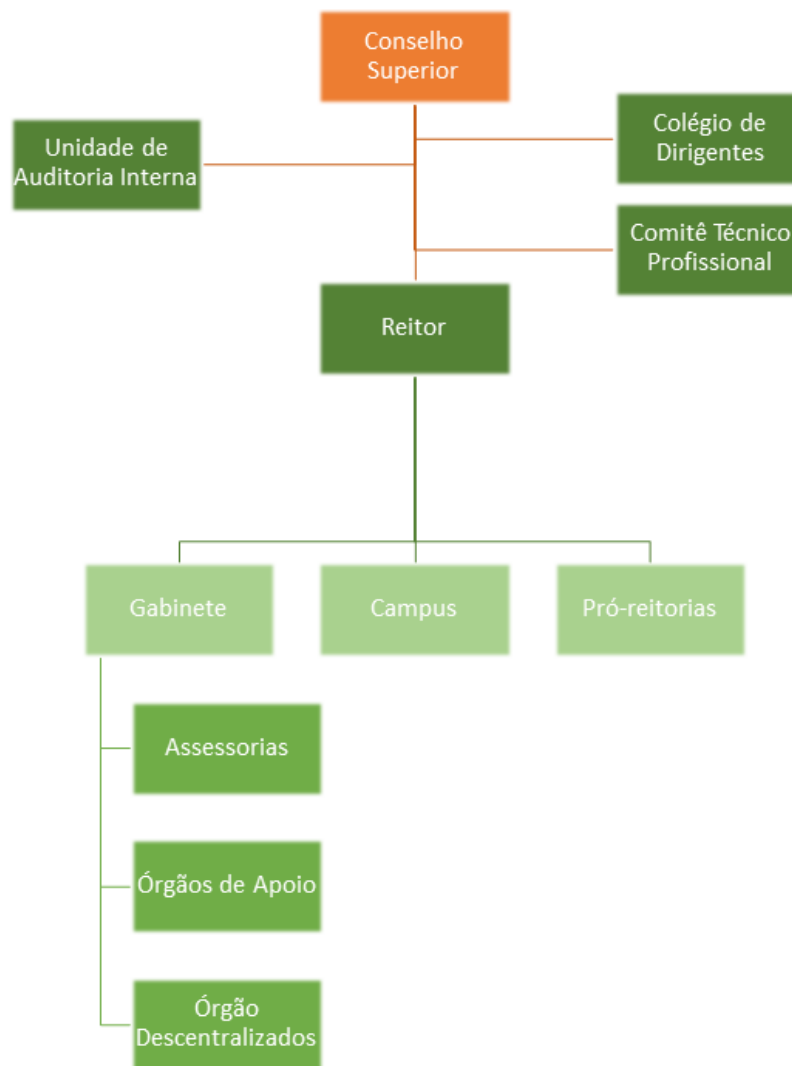 Conselho
Superior
Colégio de
Dirigentes
Unidade de
Auditoria Interna
Comitê Técnico
Profissional
Reitor
Gabinete
Campus
Pró-reitorias
Assessorias
Órgãos de Apoio
Órgão
Descentralizados